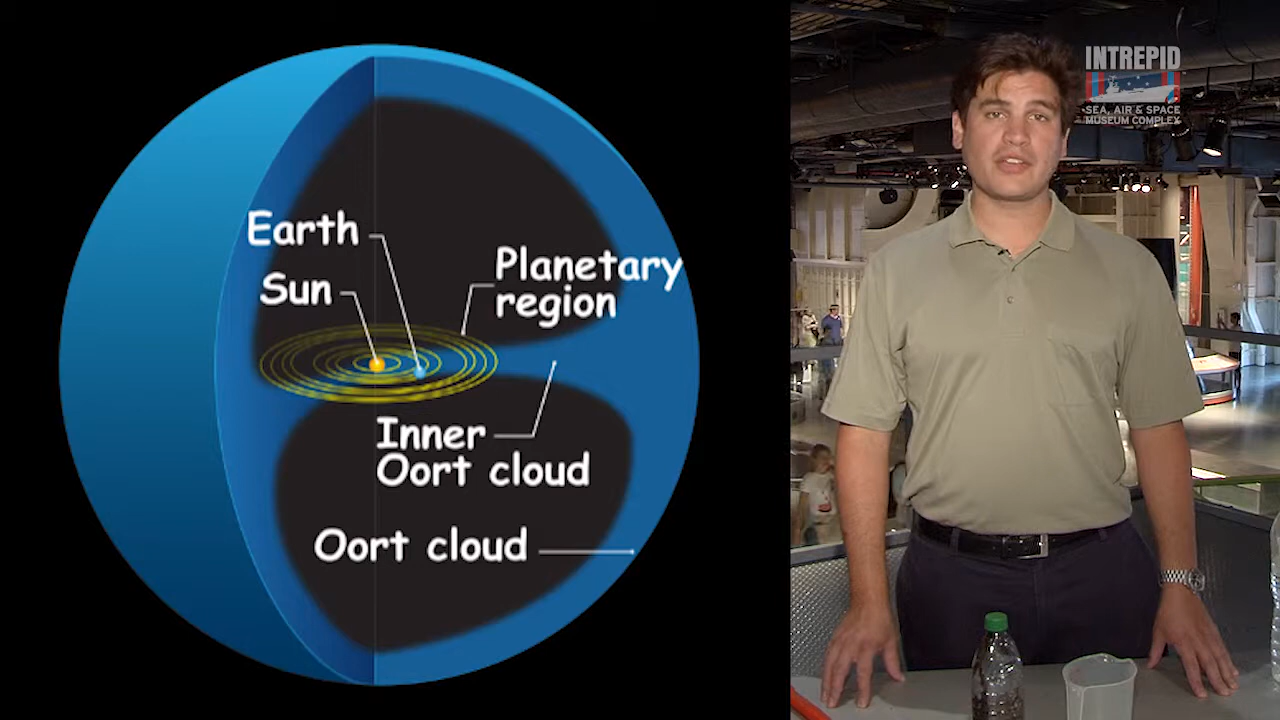 Earth
Sun
Planetary
region
Inner
Oort cloud
Oort cloud
INTREPID
SEA, AIR & SPACE
MUSEUM COMPLEX